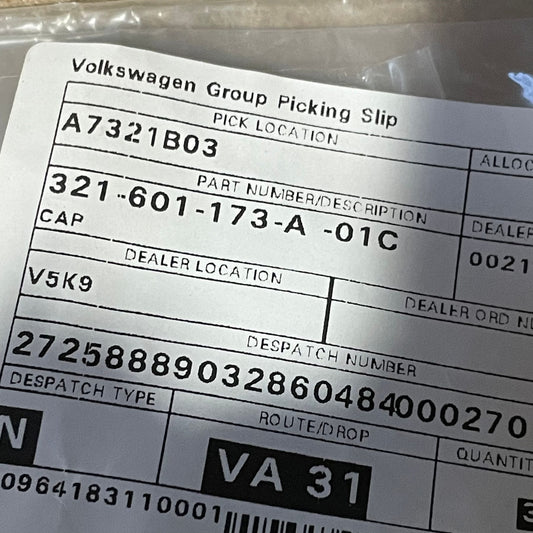 Volkswagen Group Picking Slip
PICK LOCATION
A7321B03
ALLOC
PART NUMBER/DESCRIPTION
321-601-173-A -01C
CAP
DEALER
0021
DEALER LOCATION
V5K9
DEALER ORD N
DESPATCH NUMBER
27258889032860484000270
DESPATCH TYPE
N
ROUTE/DROP
VA 31
QUANTIT
3
0964183110001